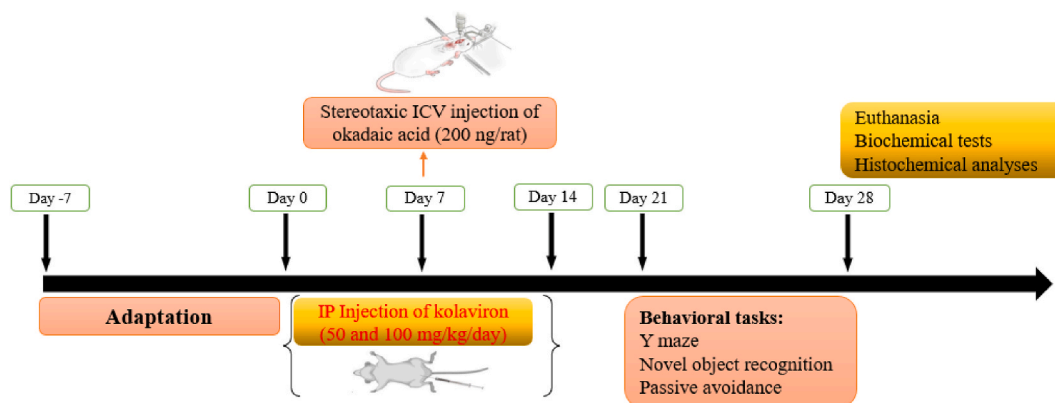 Stereotaxic ICV injection of
okadaic acid (200 ng/rat)
Euthanasia
Biochemical tests
Histochemical analyses
Day -7
Day 0
Day 7
Day 14
Day 21
Day 28
Adaptation
IP Injection of kolaviron
(50 and 100 mg/kg/day)
Behavioral tasks:
Y maze
Novel object recognition
Passive avoidance